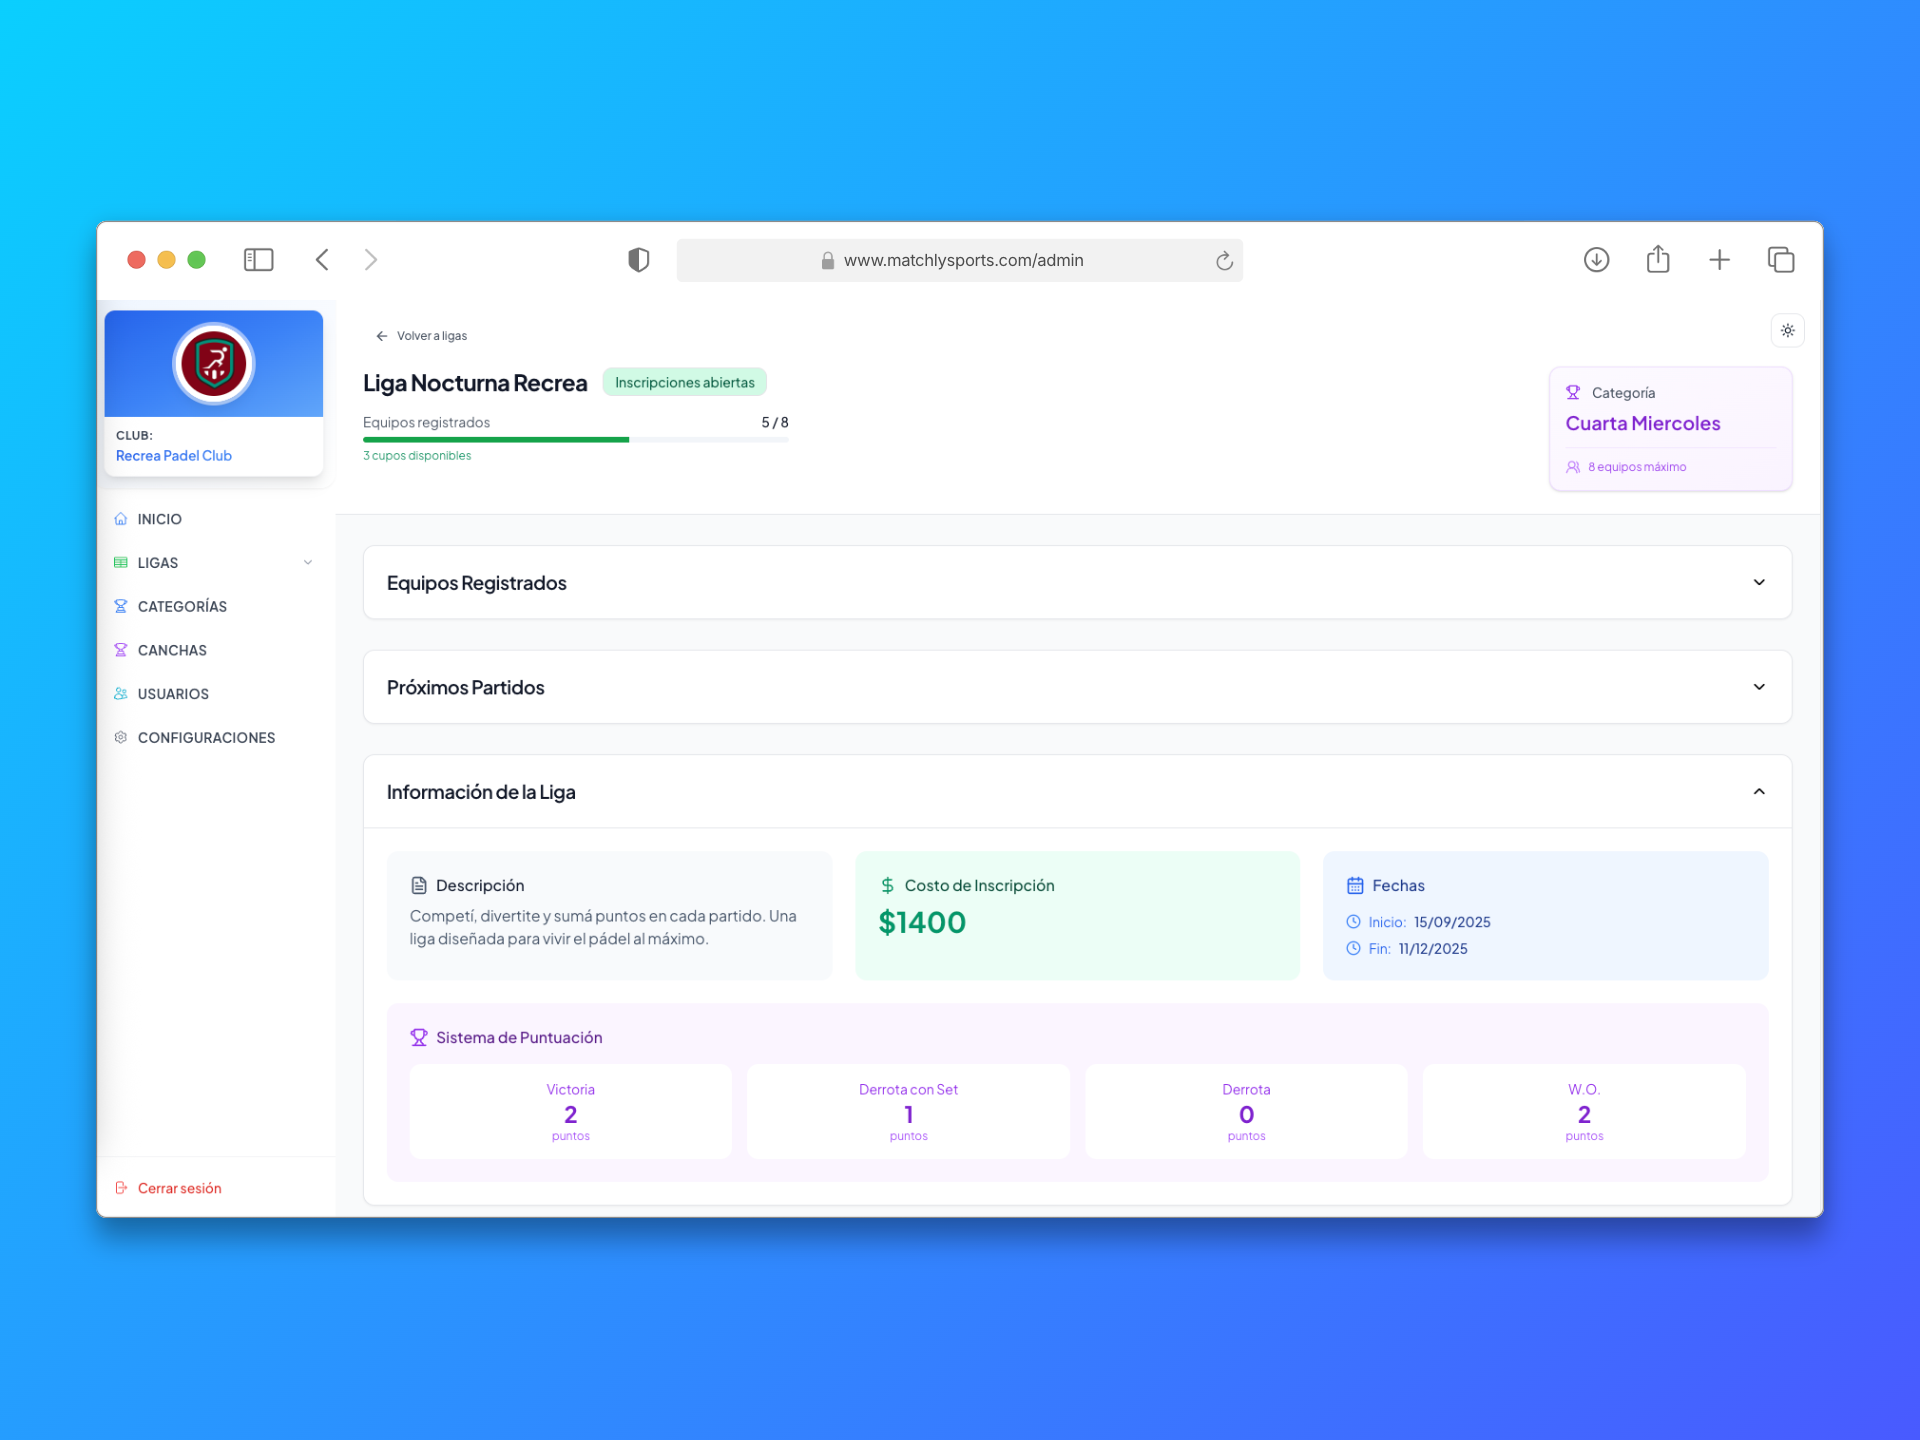 www.matchlysports.com/admin
CLUB:
Recrea Padel Club
INICIO
LIGAS
CATEGORÍAS
CANCHAS
USUARIOS
CONFIGURACIONES
Cerrar sesión
Volver a ligas
Liga Nocturna Recrea
Inscripciones abiertas
Equipos registrados 5 / 8
3 cupos disponibles
Categoría
Cuarta Miercoles
8 equipos máximo
Equipos Registrados
Próximos Partidos
Información de la Liga
Descripción
Competí, divertite y sumá puntos en cada partido. Una
liga diseñada para vivir el pádel al máximo.
Costo de Inscripción
$1400
Fechas
Inicio: 15/09/2025
Fin: 11/12/2025
Sistema de Puntuación
Victoria
2
puntos
Derrota con Set
1
puntos
Derrota
0
puntos
W.O.
2
puntos